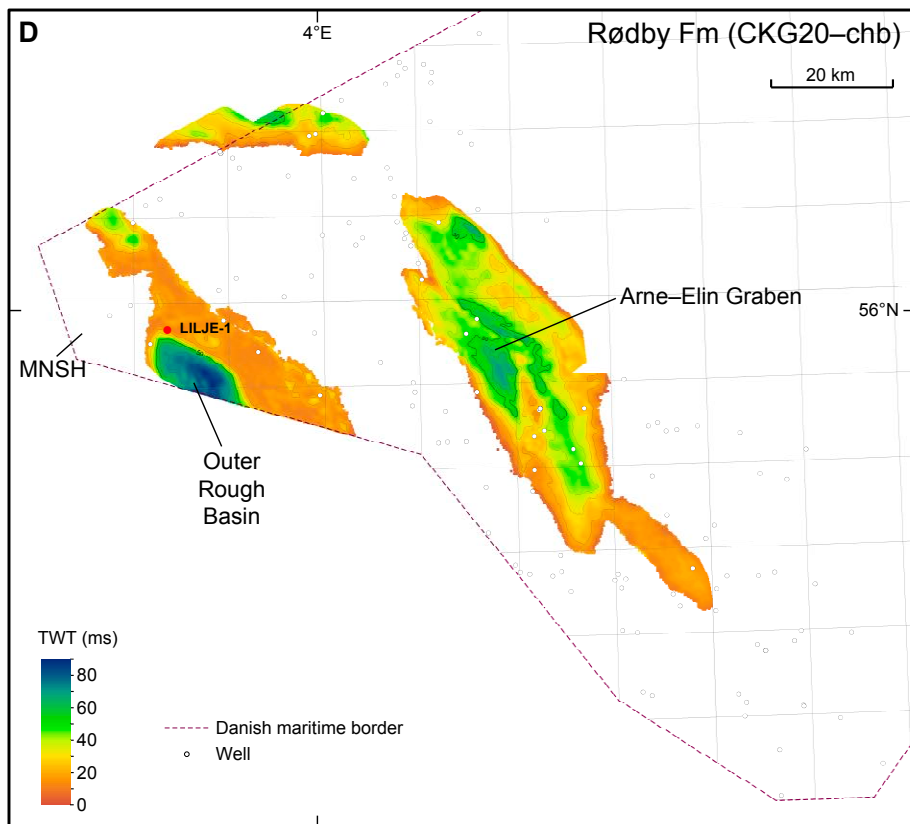 D
4°E
Rødby Fm (CKG20–chb)
20 km
Arne–Elin Graben
56°N
LILJE-1
MNSH
Outer
Rough
Basin
TWT (ms)
80
60
40
20
0
Danish maritime border
Well